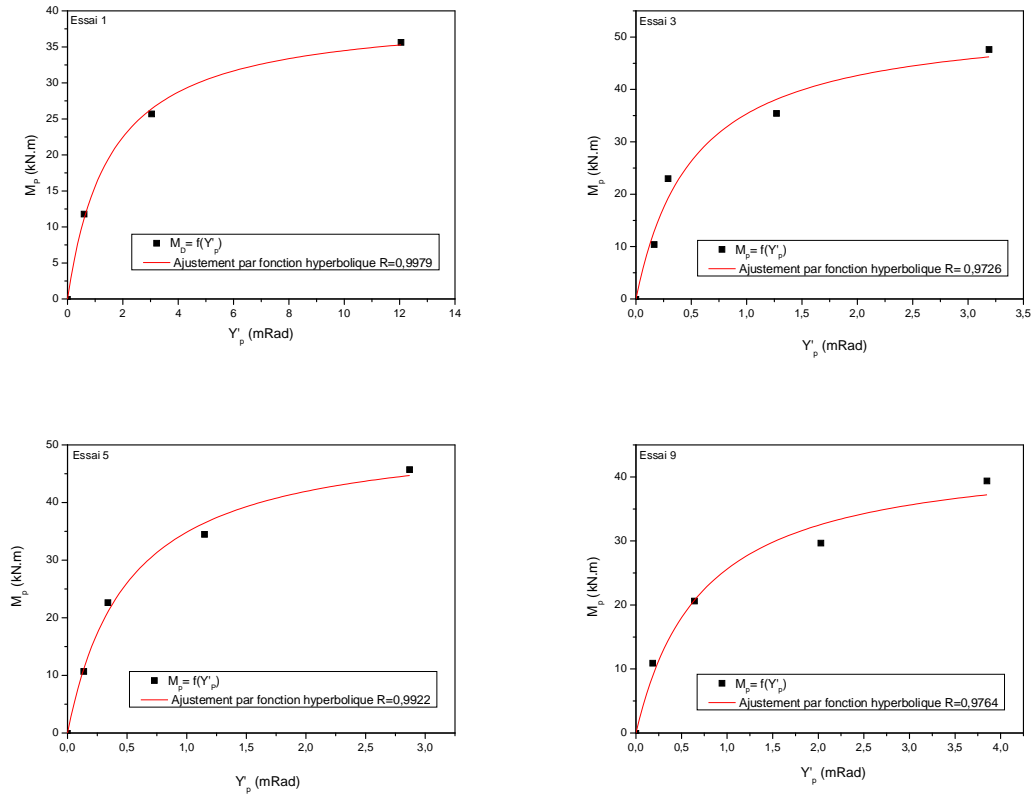 Essai 1
40
35
30
25
20
15
10
5
0
M_p (kN.m)
M_D= f(Y'_p)
Ajustement par fonction hyperbolique R=0,9979
0 2 4 6 8 10 12 14
Y'_p (mRad)
Essai 3
50
40
30
20
10
0
M_p (kN.m)
M_p= f(Y'_p)
Ajustement par fonction hyperbolique R= 0,9726
0,0 0,5 1,0 1,5 2,0 2,5 3,0 3,5
Y'_p (mRad)
Essai 5
50
40
30
20
10
0
M_p (kN.m)
M_p= f(Y'_p)
Ajustement par fonction hyperbolique R=0,9922
0,0 0,5 1,0 1,5 2,0 2,5 3,0
Y'_p (mRad)
Essai 9
40
30
20
10
0
M_p (kN.m)
M_p= f(Y'_p)
Ajustement par fonction hyperbolique R=0,9764
0,0 0,5 1,0 1,5 2,0 2,5 3,0 3,5 4,0
Y'_p (mRad)